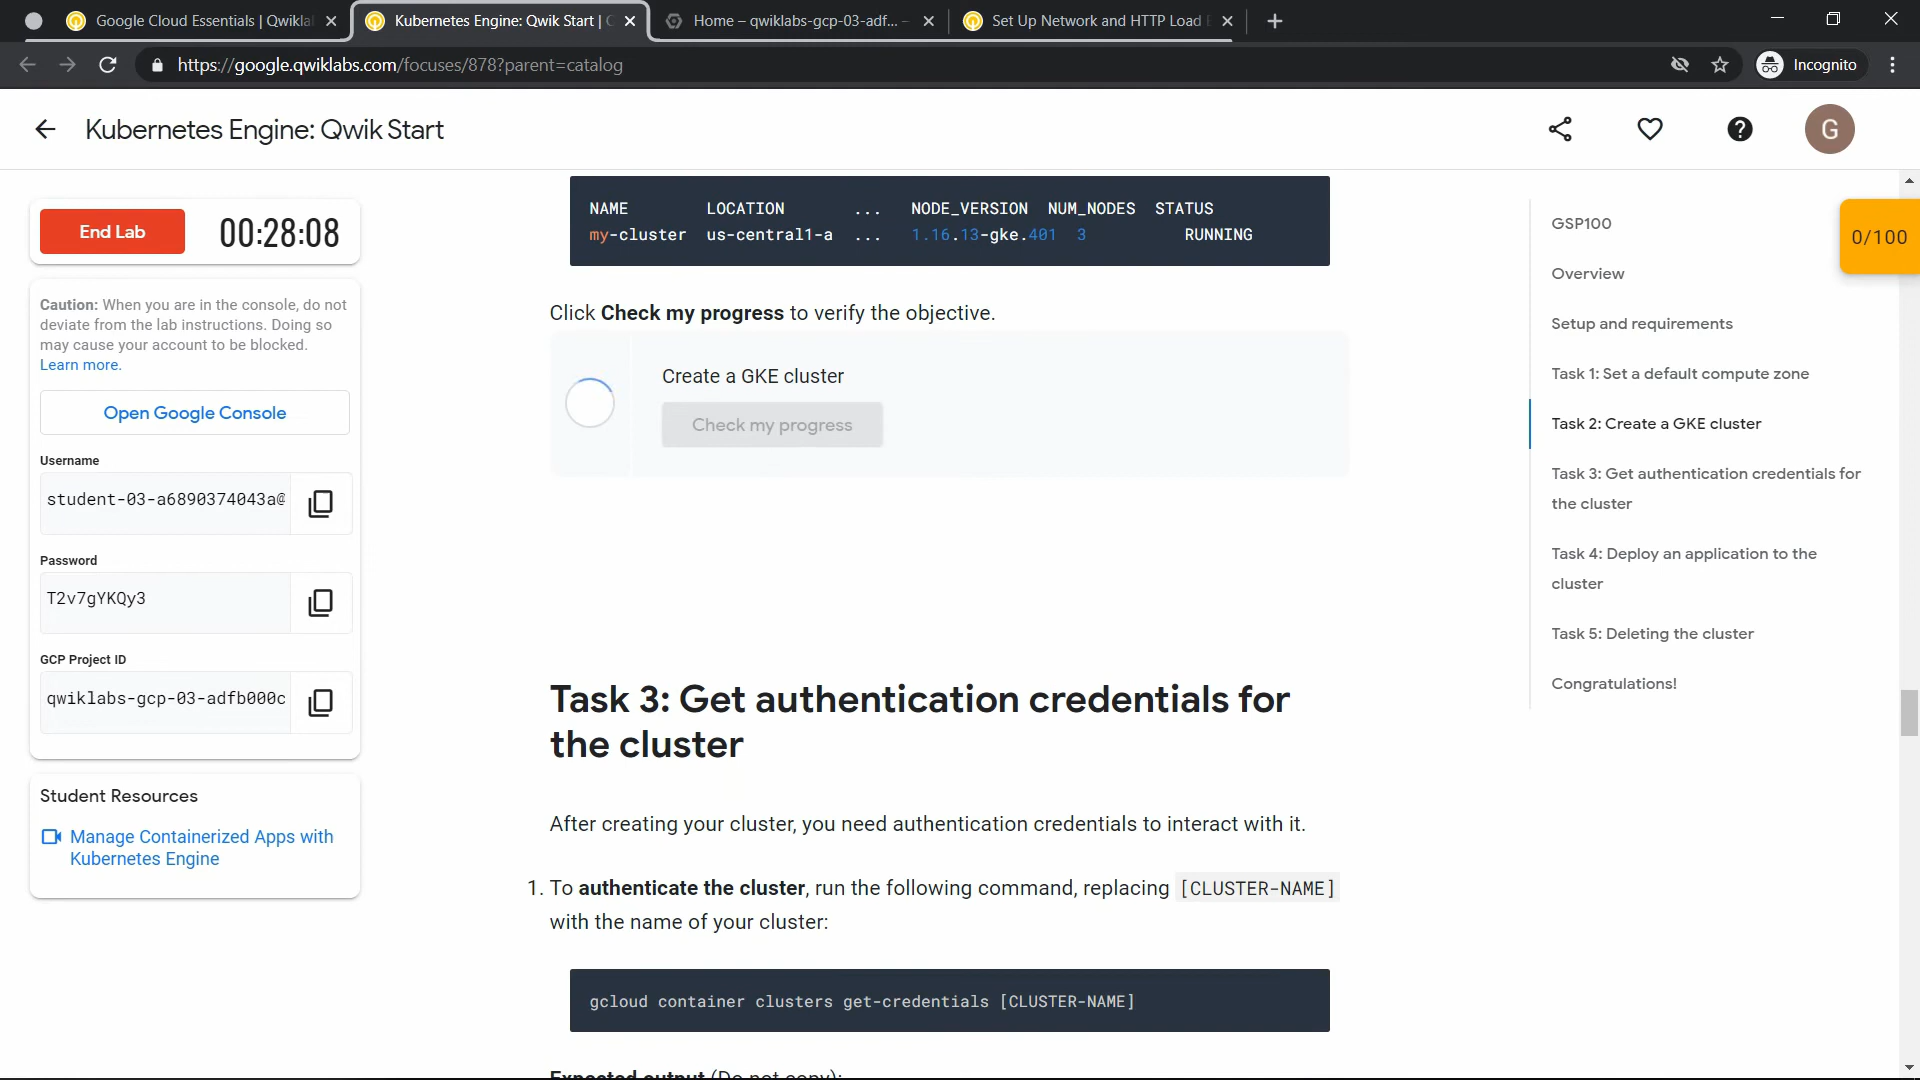 Google Cloud Essentials | Qwikla
Kubernetes Engine: Qwik Start |
Home – qwiklabs-gcp-03-adf... –
Set Up Network and HTTP Load
https://google.qwiklabs.com/focuses/878?parent=catalog
Incognito
Kubernetes Engine: Qwik Start
G
End Lab
00:28:08
Caution: When you are in the console, do not
deviate from the lab instructions. Doing so
may cause your account to be blocked.
Learn more.
Open Google Console
Username
student-03-a6890374043a@
Password
T2v7gYKQy3
GCP Project ID
qwiklabs-gcp-03-adfb000c
Student Resources
Manage Containerized Apps with
Kubernetes Engine
NAME LOCATION ... NODE_VERSION NUM_NODES STATUS
my-cluster us-central1-a ... 1.16.13-gke.401 3 RUNNING
Click Check my progress to verify the objective.
Create a GKE cluster
Check my progress
Task 3: Get authentication credentials for
the cluster
After creating your cluster, you need authentication credentials to interact with it.
1. To authenticate the cluster, run the following command, replacing [CLUSTER-NAME]
with the name of your cluster:
gcloud container clusters get-credentials [CLUSTER-NAME]
Expected output (Do not copy):
GSP100
Overview
Setup and requirements
Task 1: Set a default compute zone
Task 2: Create a GKE cluster
Task 3: Get authentication credentials for
the cluster
Task 4: Deploy an application to the
cluster
Task 5: Deleting the cluster
Congratulations!
0/100